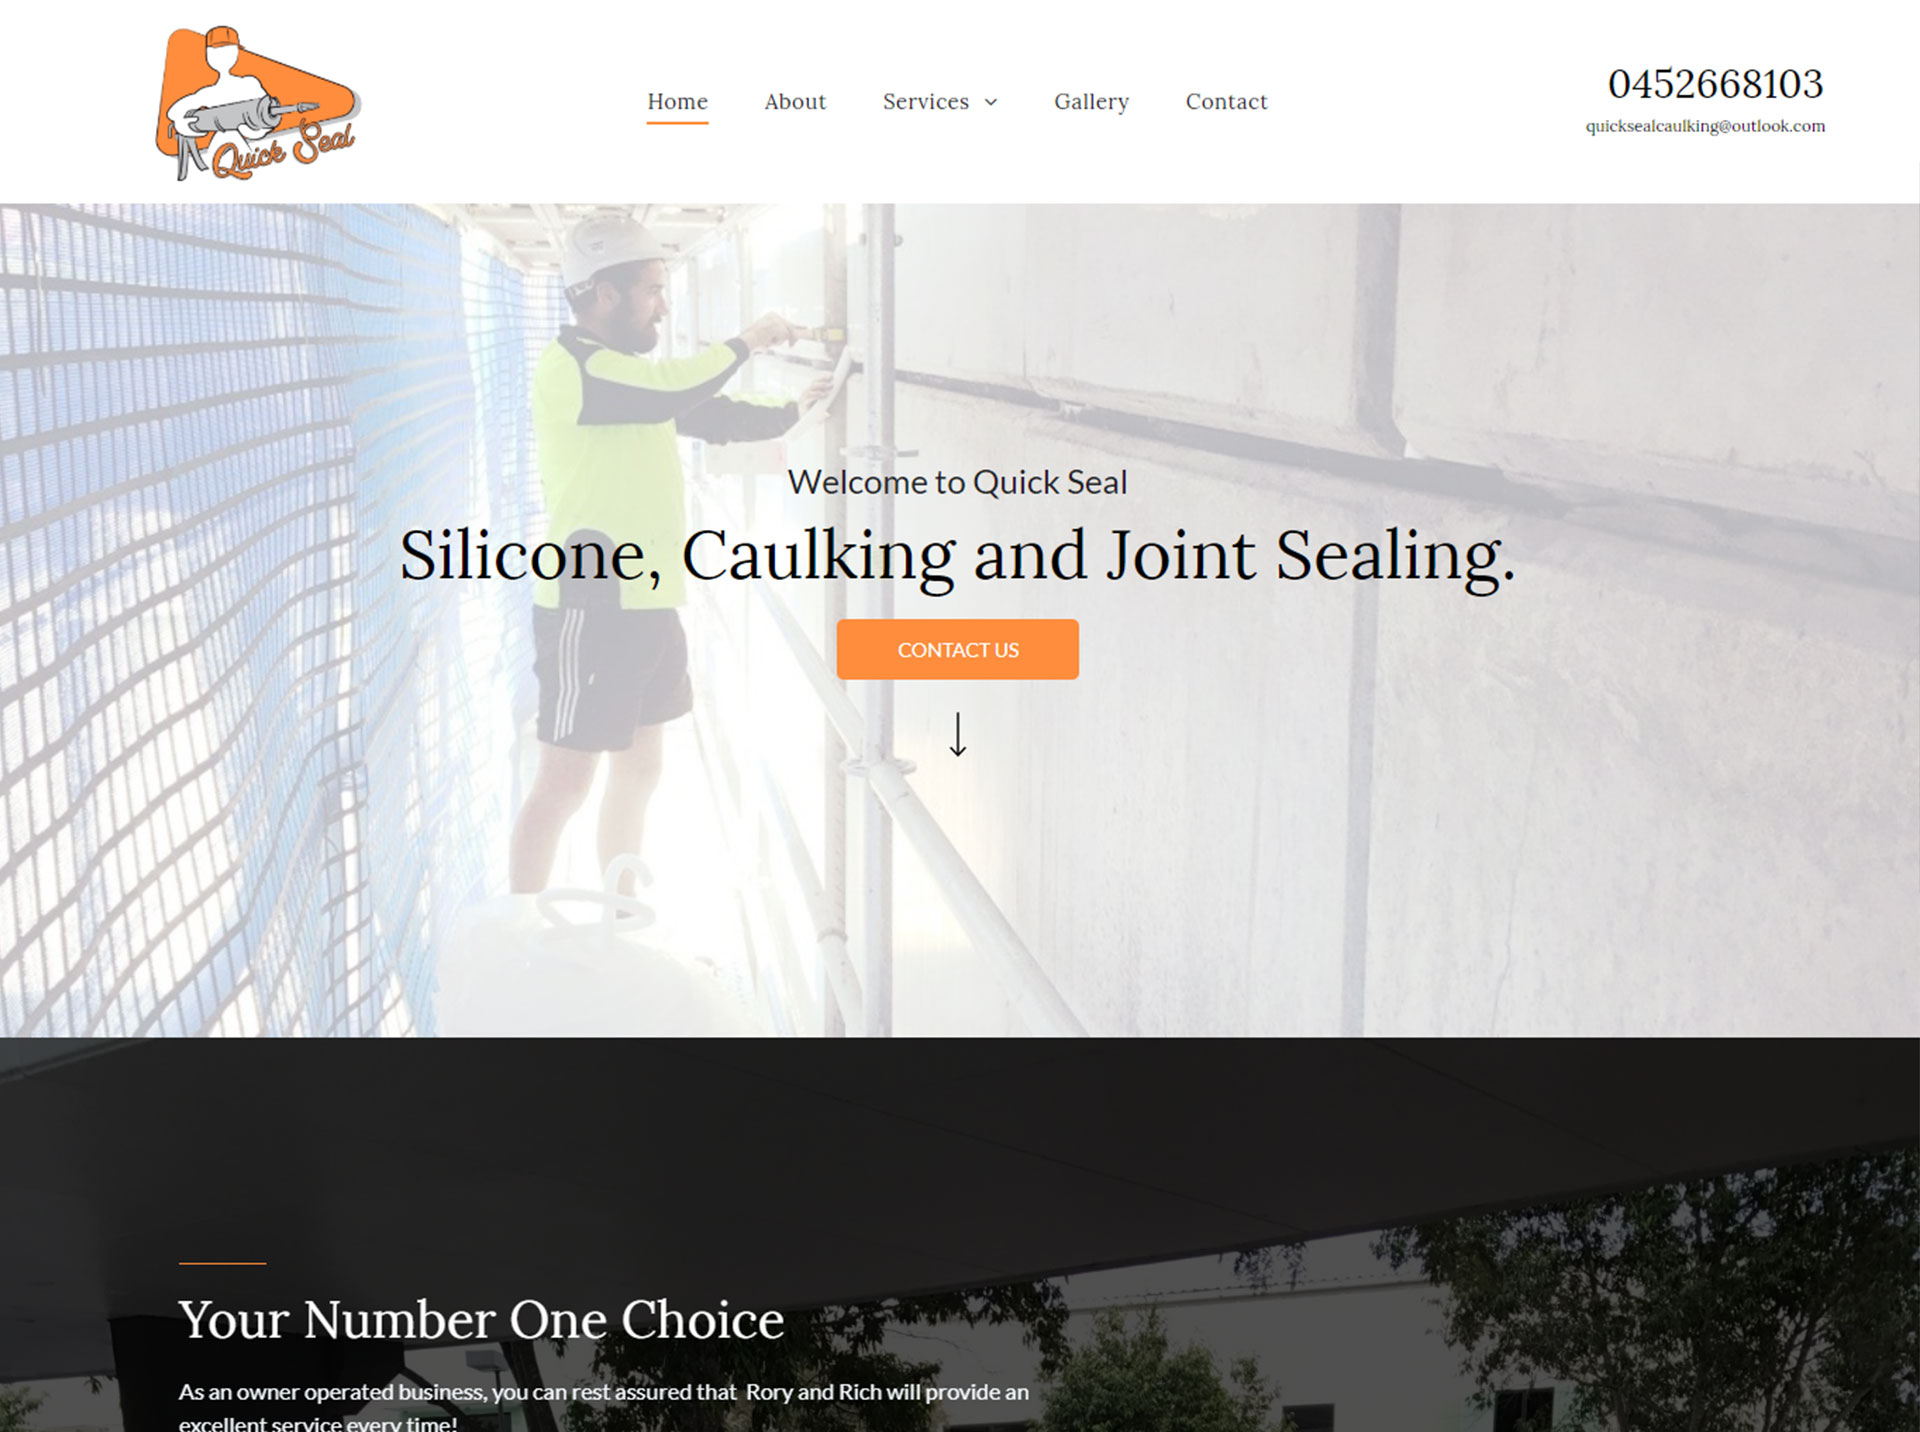 Quick Seal
Home
About
Services
Gallery
Contact
0452668103
quicksealcaulking@outlook.com
Welcome to Quick Seal
Silicone, Caulking and Joint Sealing.
CONTACT US
Your Number One Choice
As an owner operated business, you can rest assured that Rory and Rich will provide an
excellent service every time!